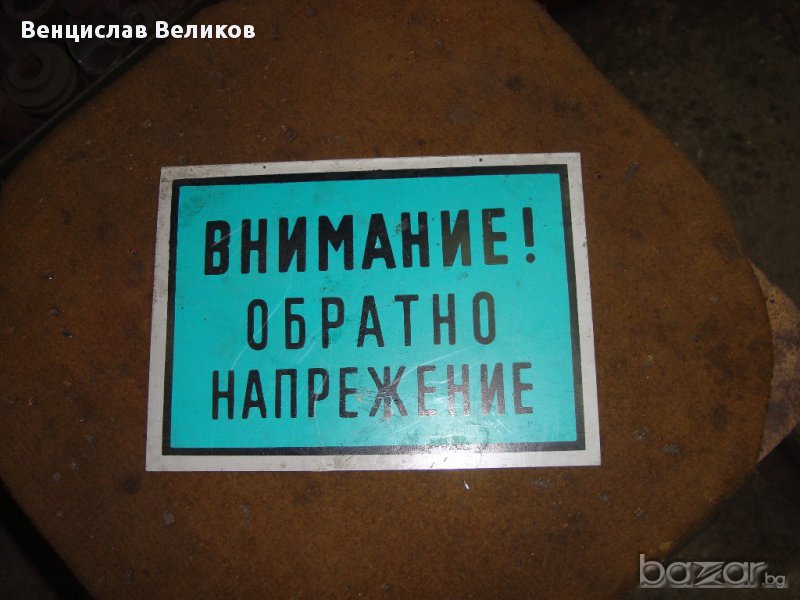 Венцислав Великов
ВНИМАНИЕ!
ОБРАТНО
НАПРЕЖЕНИЕ
bazar.bg